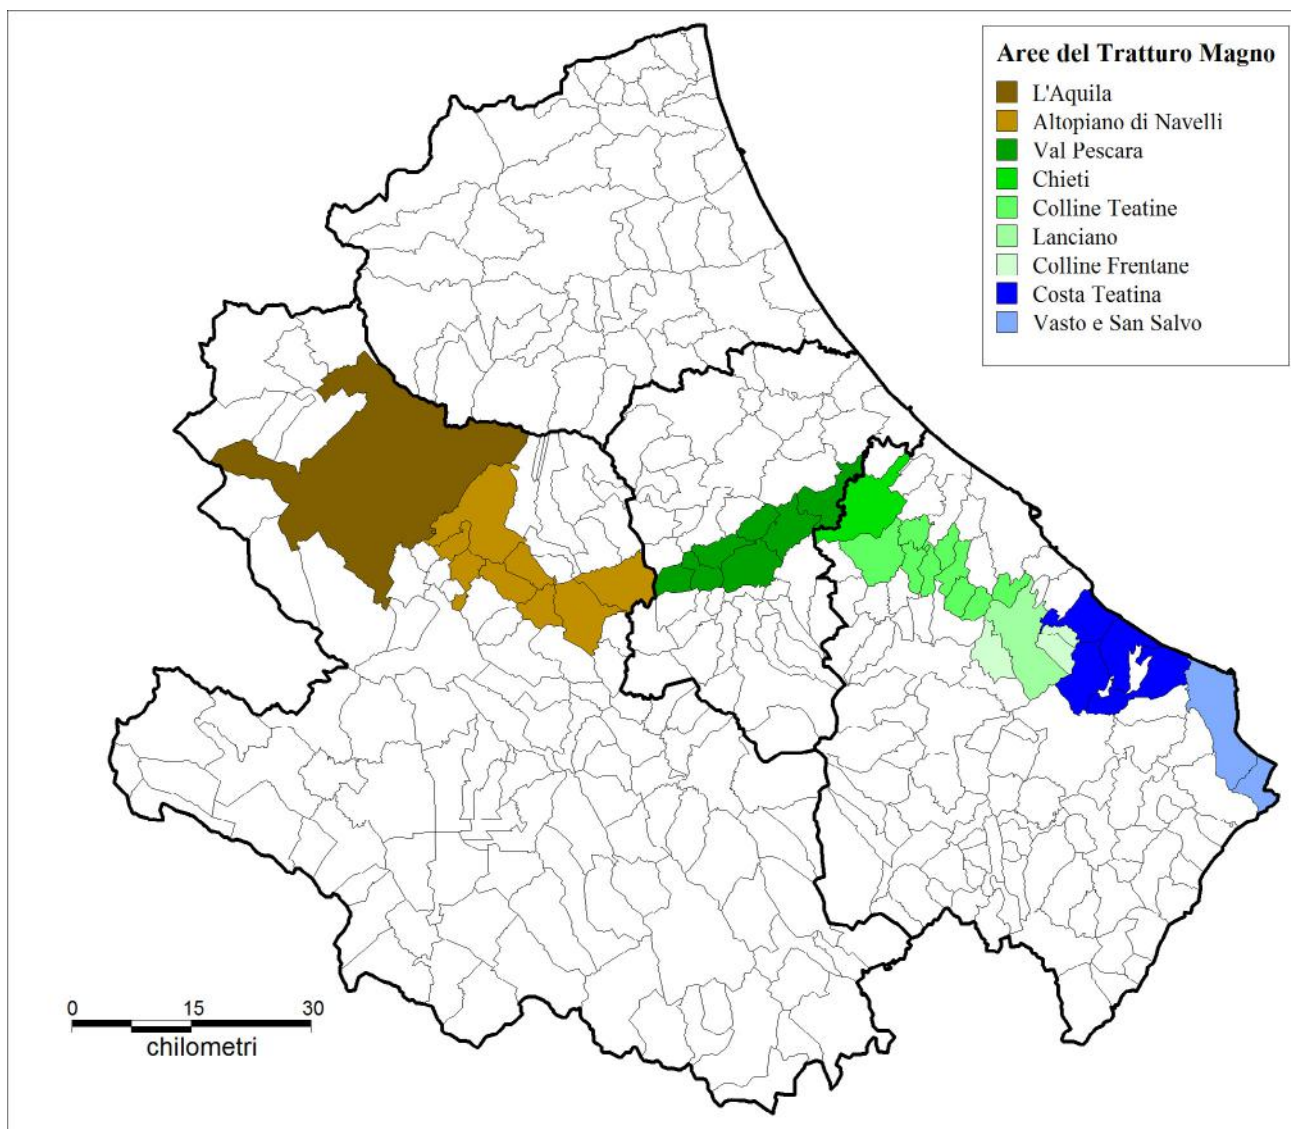 Aree del Tratturo Magno
L'Aquila
Altopiano di Navelli
Val Pescara
Chieti
Colline Teatine
Lanciano
Colline Frentane
Costa Teatina
Vasto e San Salvo
0 15 30
chilometri